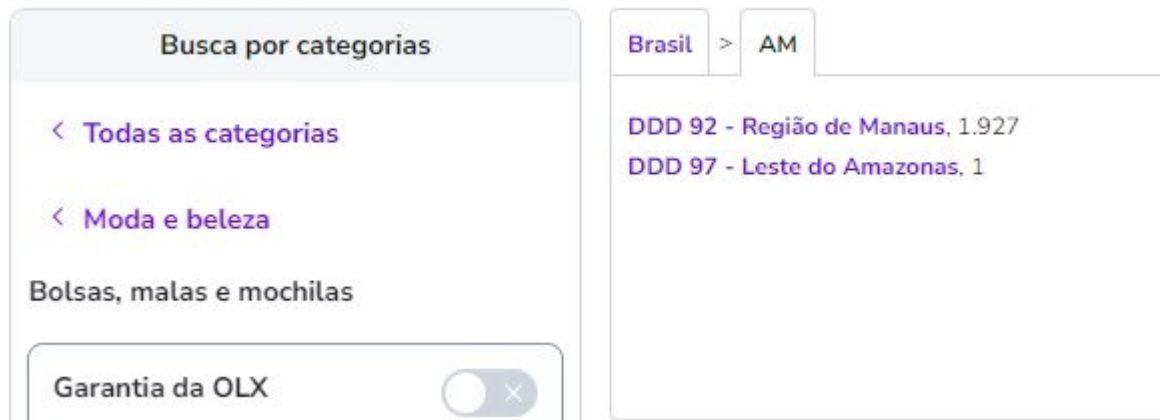 Busca por categorias
< Todas as categorias
< Moda e beleza
Bolsas, malas e mochilas
Garantia da OLX
Brasil > AM
DDD 92 - Região de Manaus, 1.927
DDD 97 - Leste do Amazonas, 1